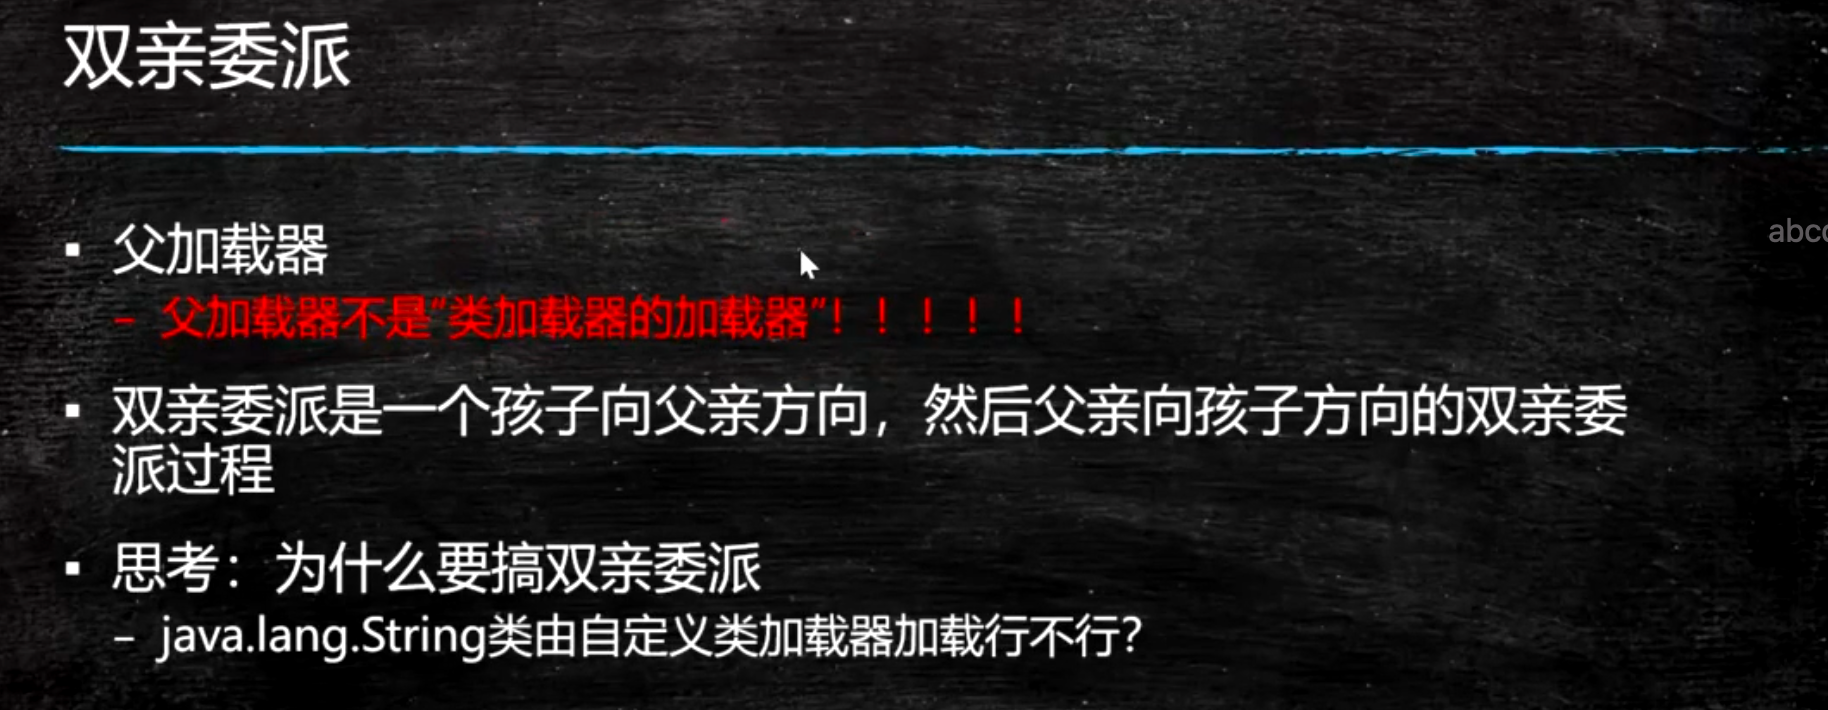 双亲委派
▪ 父加载器
– 父加载器不是“类加载器的加载器”！！！！！
▪ 双亲委派是一个孩子向父亲方向，然后父亲向孩子方向的双亲委
派过程
▪ 思考：为什么要搞双亲委派
– java.lang.String类由自定义类加载器加载行不行？